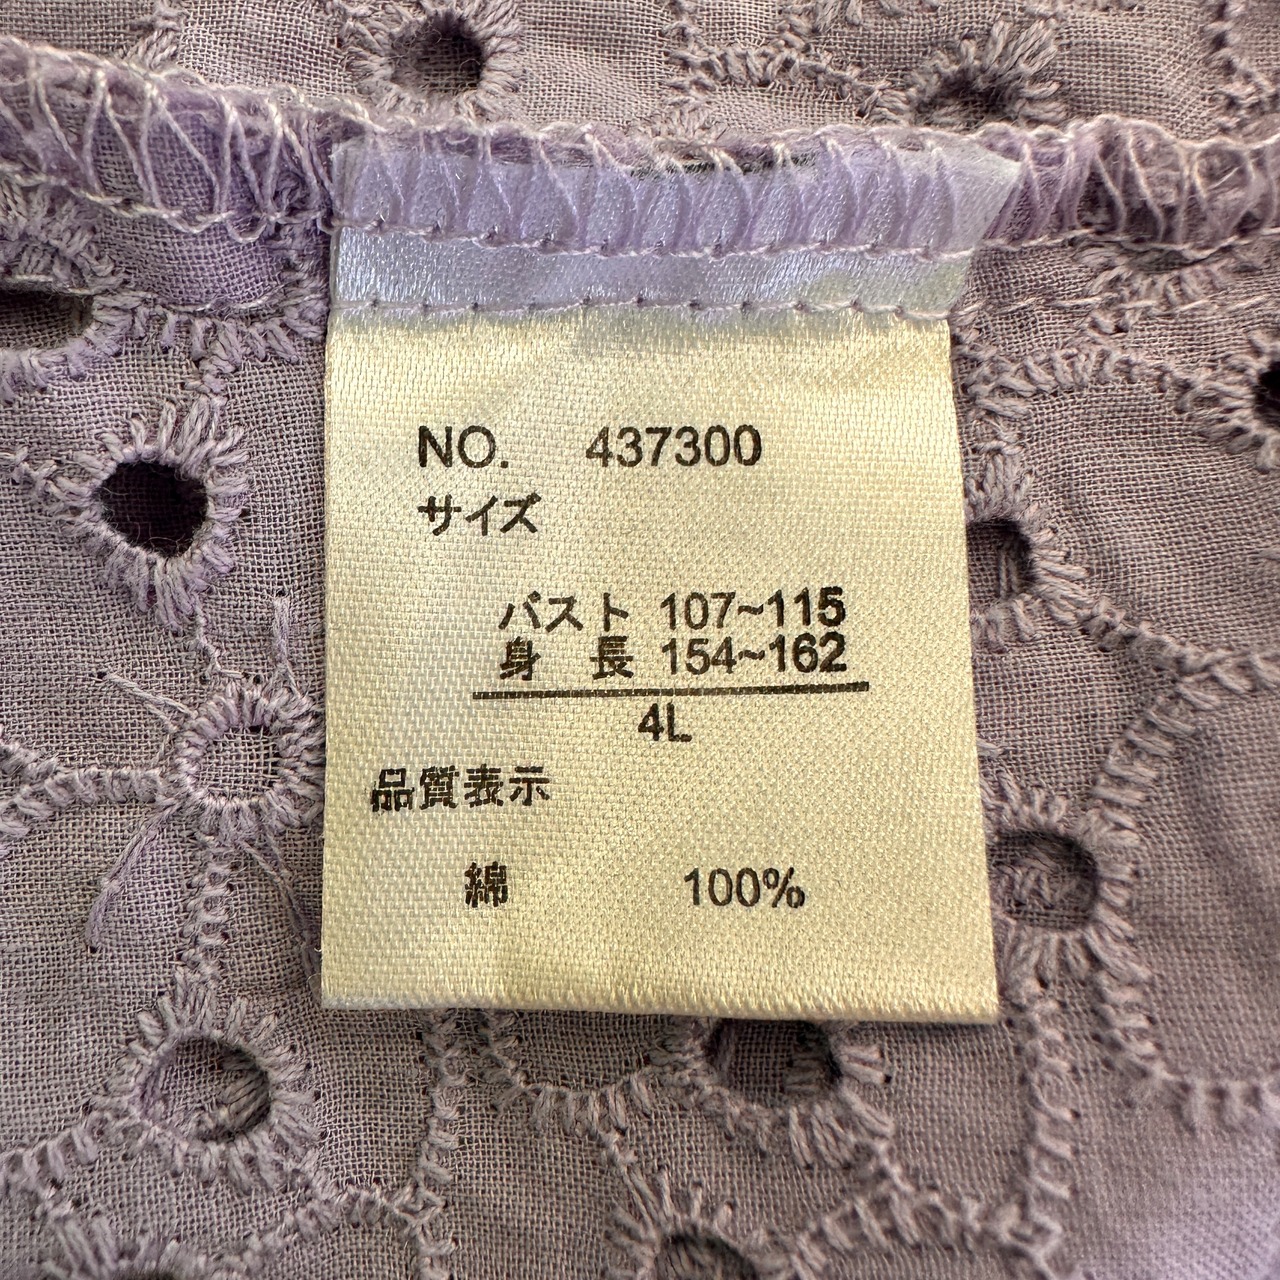 NO. 437300
サイズ
バスト 107~115
身 長 154~162
4L
品質表示
綿 100%